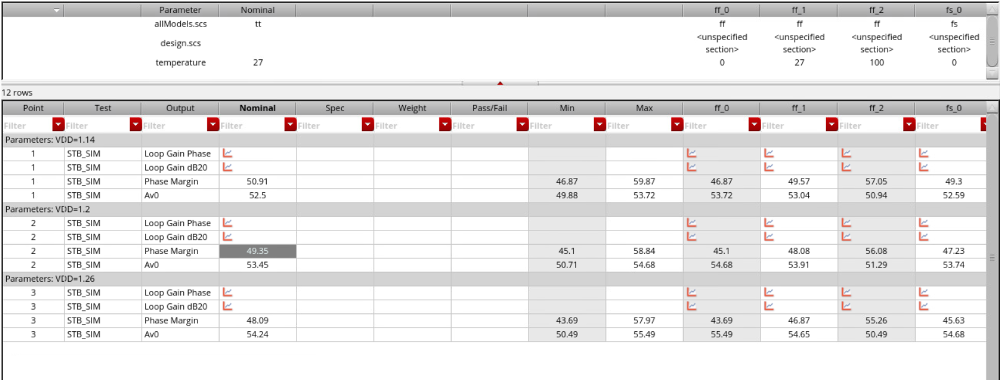 Parameter Nominal ff_0 ff_1 ff_2 fs_0
allModels.scs tt ff ff ff fs
design.scs <unspecified section> <unspecified section> <unspecified section> <unspecified section>
temperature 27 0 27 100 0
12 rows
Point Test Output Nominal Spec Weight Pass/Fail Min Max ff_0 ff_1 ff_2 fs_0
Filter Filter Filter Filter Filter Filter Filter Filter Filter Filter Filter Filter Filter
Parameters: VDD=1.14
1 STB_SIM Loop Gain Phase
1 STB_SIM Loop Gain dB20
1 STB_SIM Phase Margin 50.91 46.87 59.87 46.87 49.57 57.05 49.3
1 STB_SIM Av0 52.5 49.88 53.72 53.72 53.04 50.94 52.59
Parameters: VDD=1.2
2 STB_SIM Loop Gain Phase
2 STB_SIM Loop Gain dB20
2 STB_SIM Phase Margin 49.35 45.1 58.84 45.1 48.08 56.08 47.23
2 STB_SIM Av0 53.45 50.71 54.68 54.68 53.91 51.29 53.74
Parameters: VDD=1.26
3 STB_SIM Loop Gain Phase
3 STB_SIM Loop Gain dB20
3 STB_SIM Phase Margin 48.09 43.69 57.97 43.69 46.87 55.26 45.63
3 STB_SIM Av0 54.24 50.49 55.49 55.49 54.65 50.49 54.68